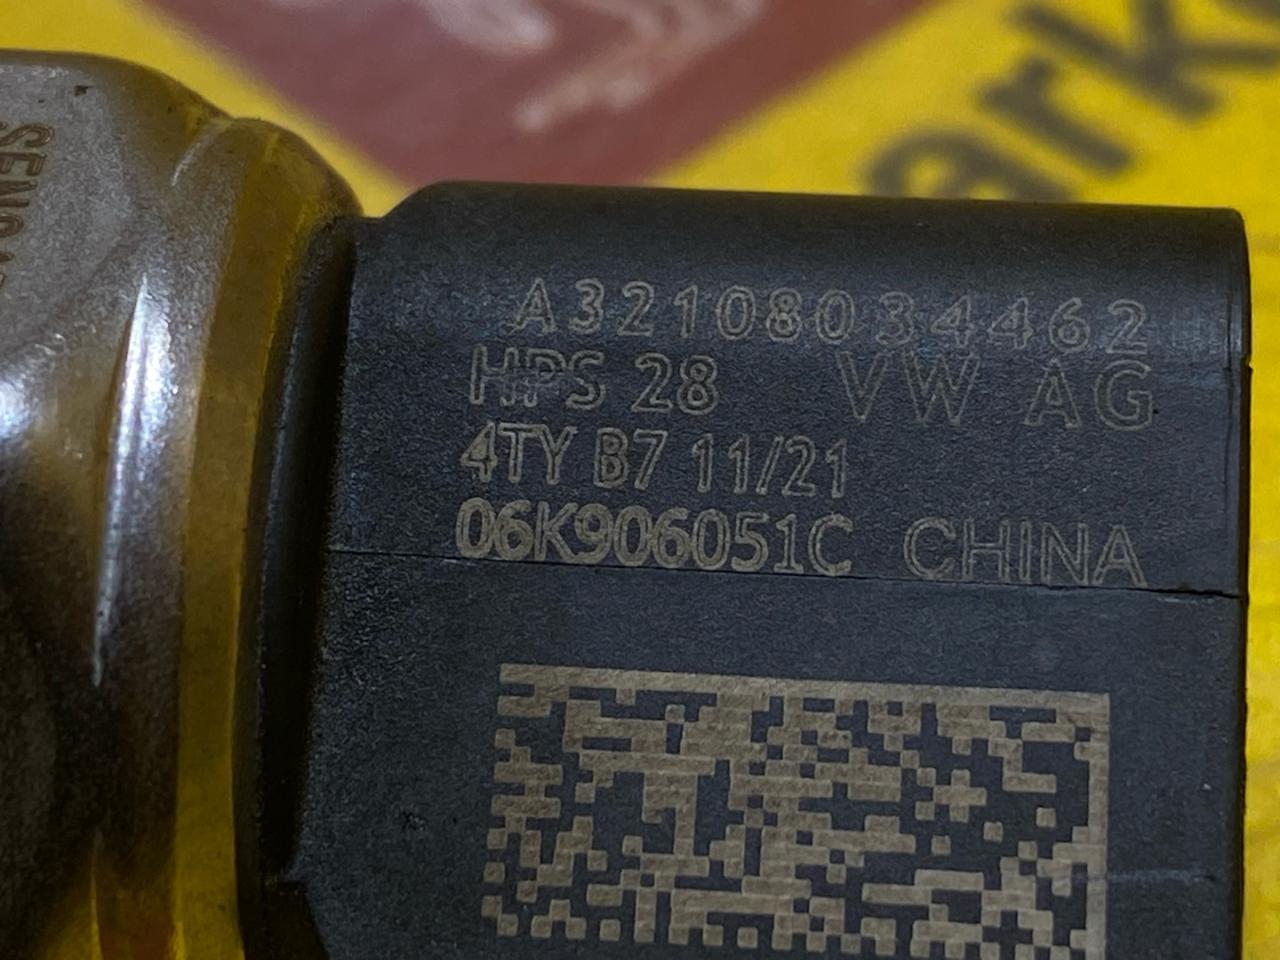 A32108034462
HPS 28 VW AG
4TY B7 11/21
06K906051C CHINA